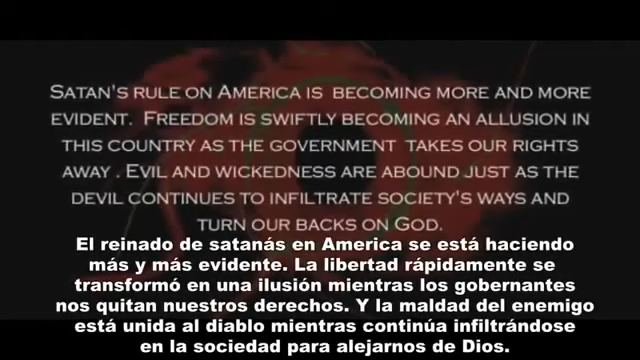 SATAN'S RULE ON AMERICA IS BECOMING MORE AND MORE
EVIDENT. FREEDOM IS SWIFTLY BECOMING AN ALLUSION IN
THIS COUNTRY AS THE GOVERNMENT TAKES OUR RIGHTS
AWAY . EVIL AND WICKEDNESS ARE ABOUND JUST AS THE
DEVIL CONTINUES TO INFILTRATE SOCIETY'S WAYS AND
TURN OUR BACKS ON GOD.
El reinado de satanás en America se está haciendo
más y más evidente. La libertad rápidamente se
transformó en una ilusión mientras los gobernantes
nos quitan nuestros derechos. Y la maldad del enemigo
está unida al diablo mientras continúa infiltrándose
en la sociedad para alejarnos de Dios.